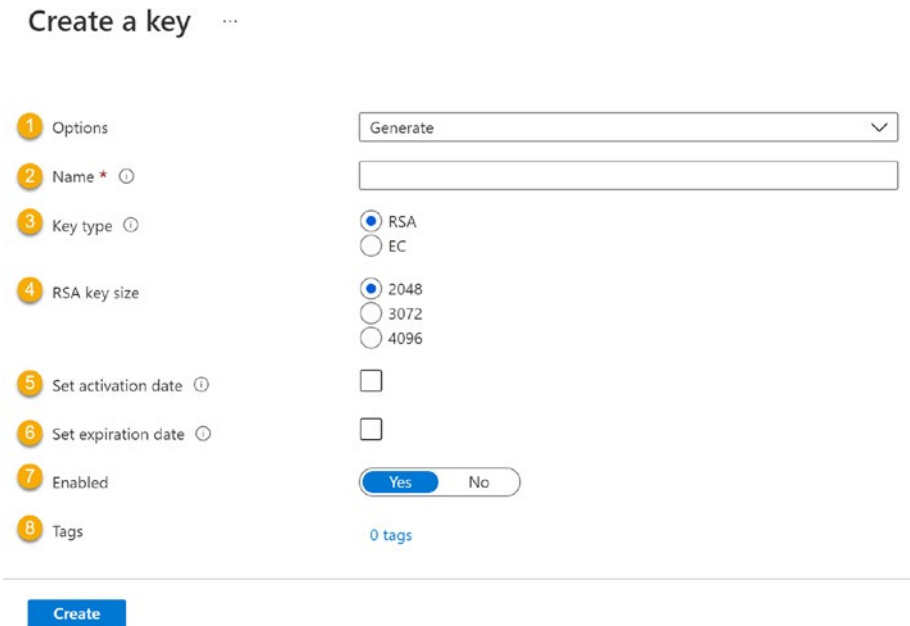 Create a key ...
1 Options Generate
2 Name *
3 Key type RSA
EC
4 RSA key size 2048
3072
4096
5 Set activation date
6 Set expiration date
7 Enabled Yes No
8 Tags 0 tags
Create